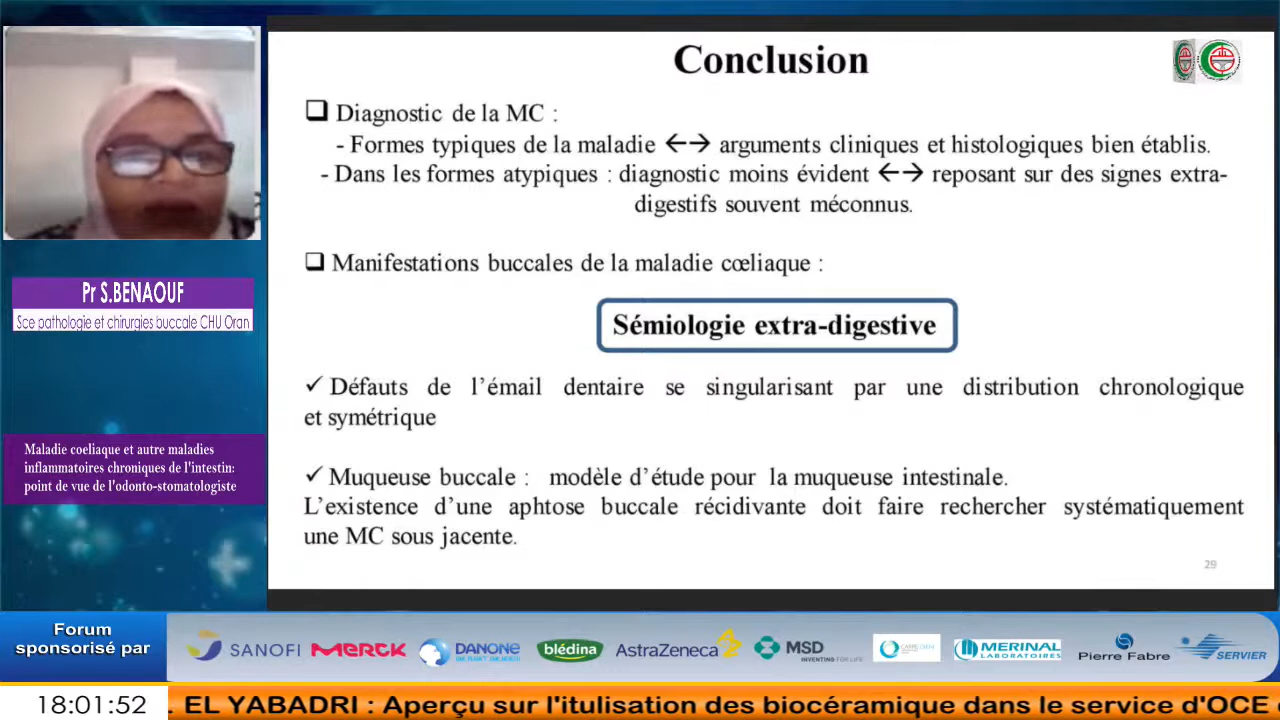 Conclusion
❑ Diagnostic de la MC :
- Formes typiques de la maladie ←→ arguments cliniques et histologiques bien établis.
- Dans les formes atypiques : diagnostic moins évident ←→ reposant sur des signes extra-
digestifs souvent méconnus.
❑ Manifestations buccales de la maladie cœliaque :
Sémiologie extra-digestive
✓ Défauts de l'émail dentaire se singularisant par une distribution chronologique
et symétrique
✓ Muqueuse buccale : modèle d'étude pour la muqueuse intestinale.
L'existence d'une aphtose buccale récidivante doit faire rechercher systématiquement
une MC sous jacente.
29
Pr S.BENAOUF
Sce pathologie et chirurgies buccale CHU Oran
Maladie coeliaque et autre maladies
inflammatoires chroniques de l'intestin:
point de vue de l'odonto-stomatologiste
Forum
sponsorisé par
SANOFI
MERCK
DANONE
ONE PLANET. ONE HEALTH
blédina
AstraZeneca
MSD
INVENTING FOR LIFE
MERINAL
LABORATOIRES
Pierre Fabre
SERVIER
18:01:52
. EL YABADRI : Aperçu sur l'itulisation des biocéramique dans le service d'OCE